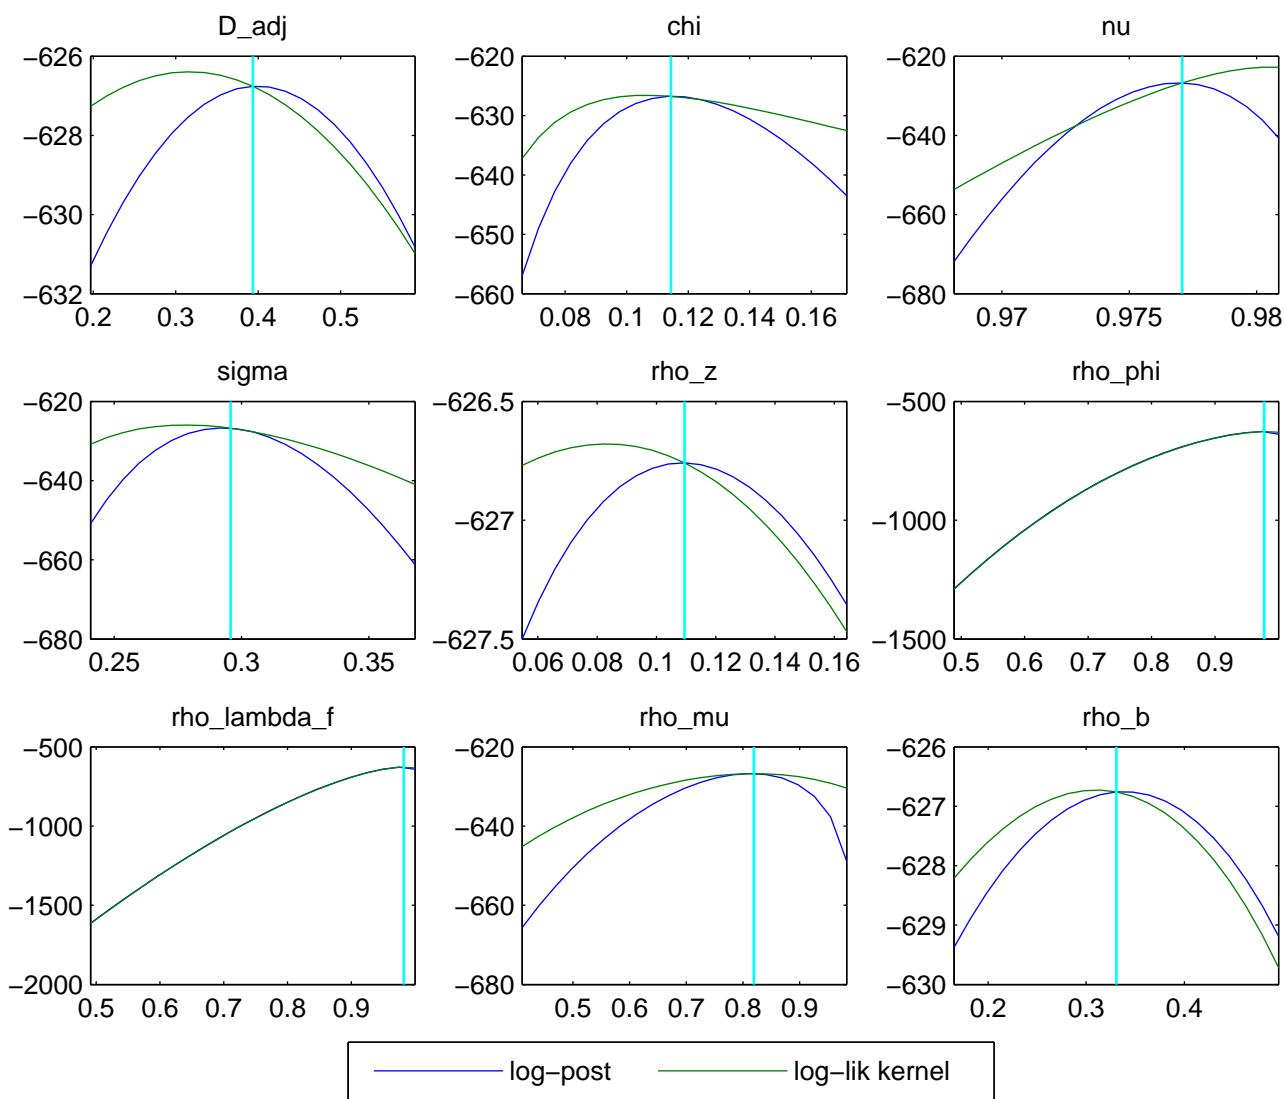 D_adj
chi
nu
−626
−628
−630
−632
0.2 0.3 0.4 0.5
−620
−630
−640
−650
−660
0.08 0.1 0.12 0.14 0.16
−620
−640
−660
−680
0.97 0.975 0.98
sigma
rho_z
rho_phi
−620
−640
−660
−680
0.25 0.3 0.35
−626.5
−627
−627.5
0.06 0.08 0.1 0.12 0.14 0.16
−500
−1000
−1500
0.5 0.6 0.7 0.8 0.9
rho_lambda_f
rho_mu
rho_b
−500
−1000
−1500
−2000
0.5 0.6 0.7 0.8 0.9
−620
−640
−660
−680
0.5 0.6 0.7 0.8 0.9
−626
−627
−628
−629
−630
0.2 0.3 0.4
log−post log−lik kernel